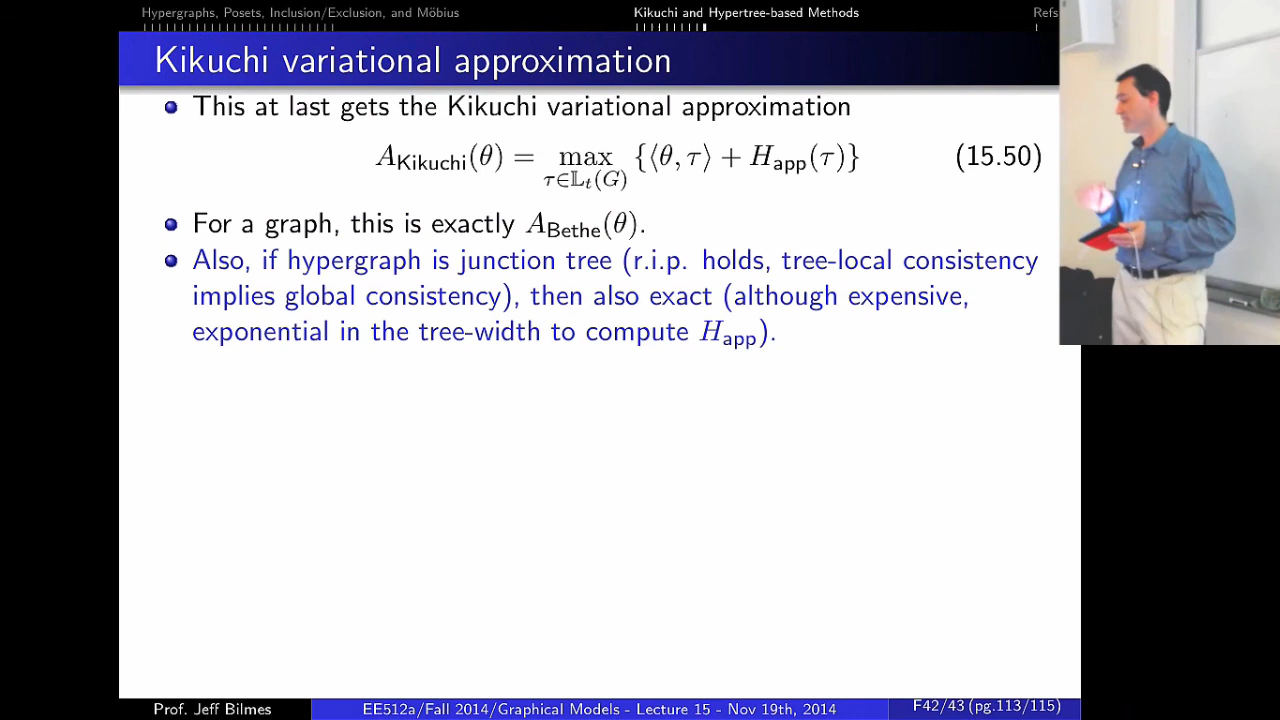 Hypergraphs, Posets, Inclusion/Exclusion, and Möbius Kikuchi and Hypertree-based Methods Refs
Kikuchi variational approximation
This at last gets the Kikuchi variational approximation
A_Kikuchi(θ) = max_{τ∈𝕃_t(G)} {⟨θ, τ⟩ + H_app(τ)} (15.50)
For a graph, this is exactly A_Bethe(θ).
Also, if hypergraph is junction tree (r.i.p. holds, tree-local consistency
implies global consistency), then also exact (although expensive,
exponential in the tree-width to compute H_app).
Prof. Jeff Bilmes EE512a/Fall 2014/Graphical Models - Lecture 15 - Nov 19th, 2014 F42/43 (pg.113/115)